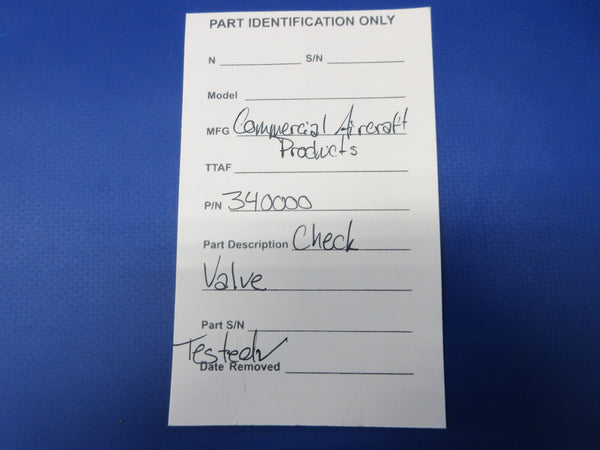 PART IDENTIFICATION ONLY
N S/N
Model
MFG Commercial Aircraft
Products
TTAF
P/N 340000
Part Description Check
Valve
Part S/N
Tested✓
Date Removed